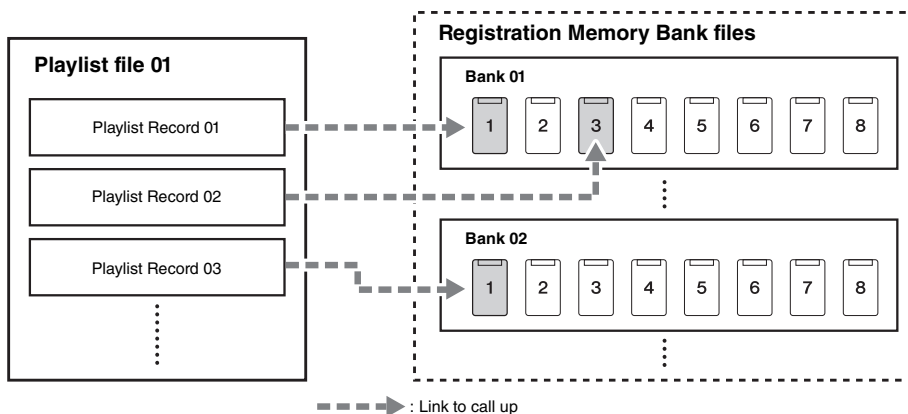 Playlist file 01
Playlist Record 01
Playlist Record 02
Playlist Record 03
Registration Memory Bank files
Bank 01
1 2 3 4 5 6 7 8
Bank 02
1 2 3 4 5 6 7 8
: Link to call up